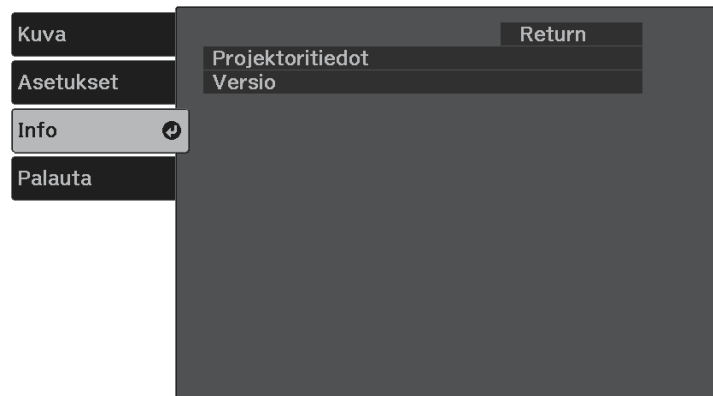 Kuva
Asetukset
Info
Palauta
Return
Projektoritiedot
Versio